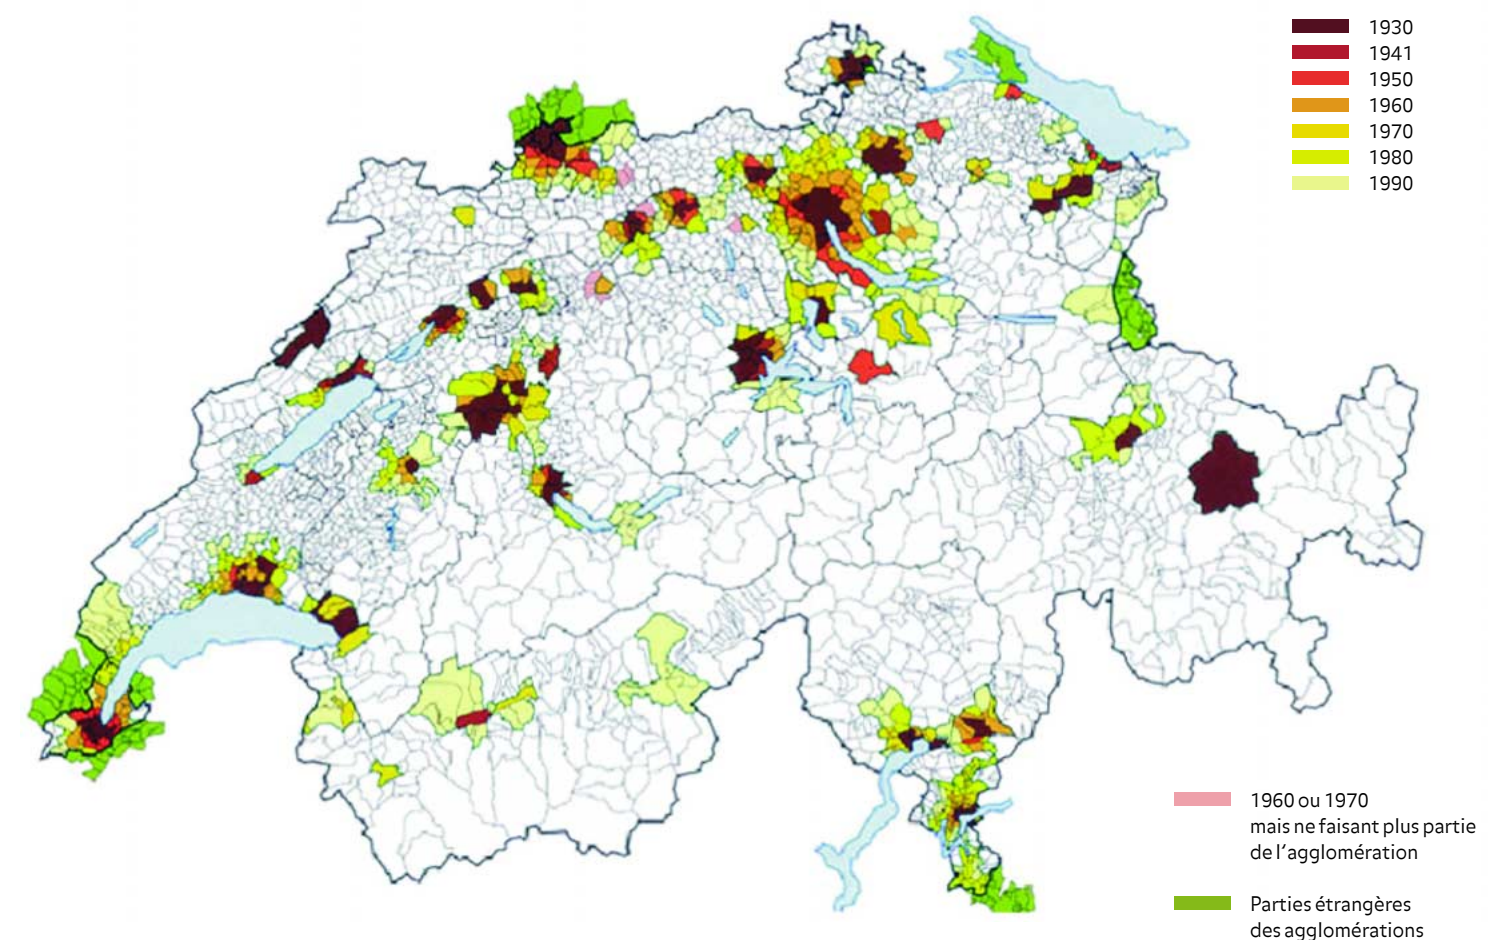 1930
1941
1950
1960
1970
1980
1990
1960 ou 1970
mais ne faisant plus partie
de l‘agglomération
Parties étrangères
des agglomérations